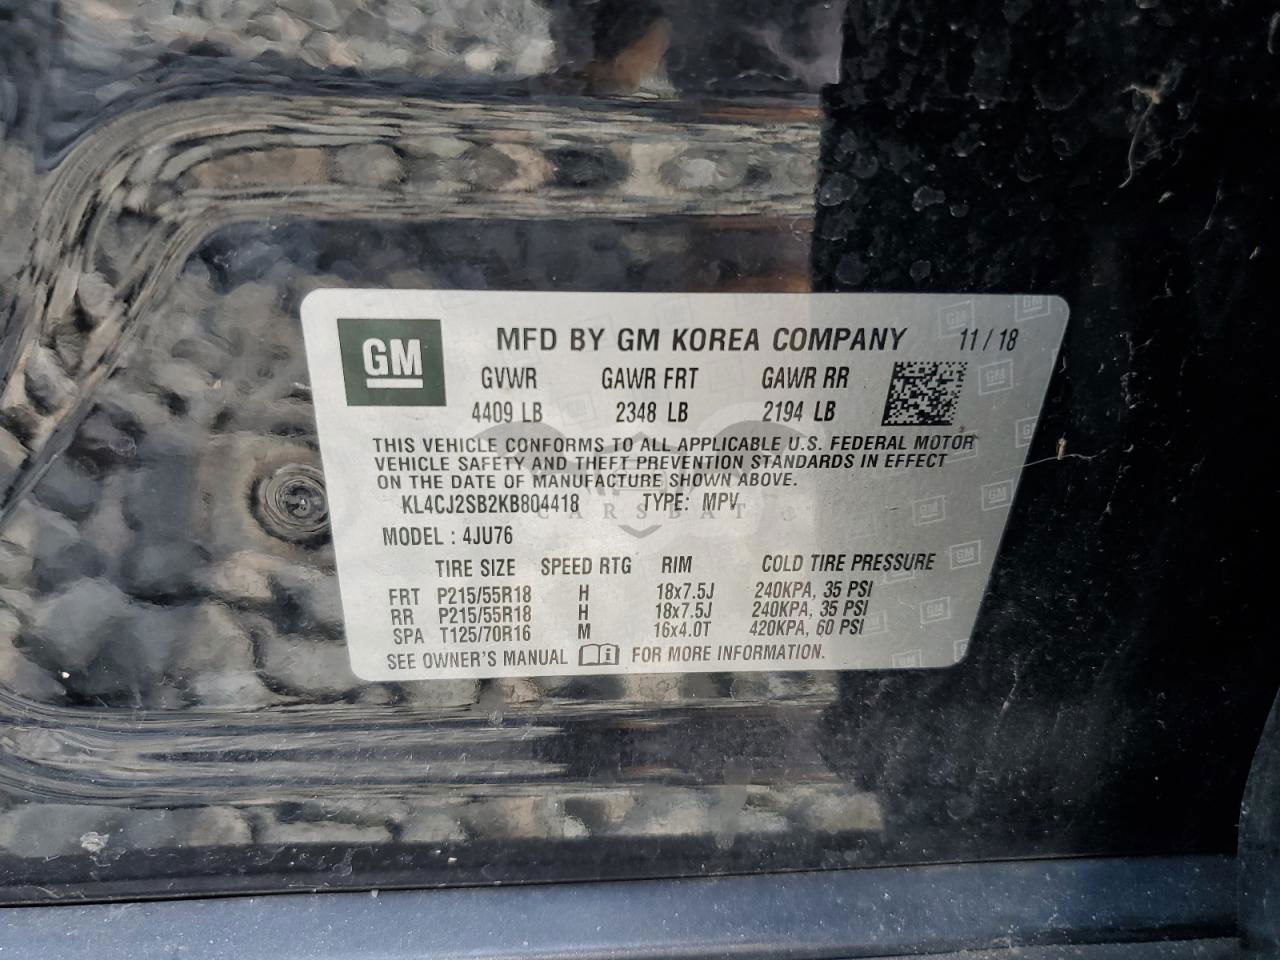 GM
MFD BY GM KOREA COMPANY 11 / 18
GVWR GAWR FRT GAWR RR
4409 LB 2348 LB 2194 LB
THIS VEHICLE CONFORMS TO ALL APPLICABLE U.S. FEDERAL MOTOR
VEHICLE SAFETY AND THEFT PREVENTION STANDARDS IN EFFECT
ON THE DATE OF MANUFACTURE SHOWN ABOVE.
KL4CJ2SB2KB804418 TYPE: MPV
CARSBAT
MODEL : 4JU76
TIRE SIZE SPEED RTG RIM COLD TIRE PRESSURE
FRT P215/55R18 H 18x7.5J 240KPA, 35 PSI
RR P215/55R18 H 18x7.5J 240KPA, 35 PSI
SPA T125/70R16 M 16x4.0T 420KPA, 60 PSI
SEE OWNER'S MANUAL FOR MORE INFORMATION.